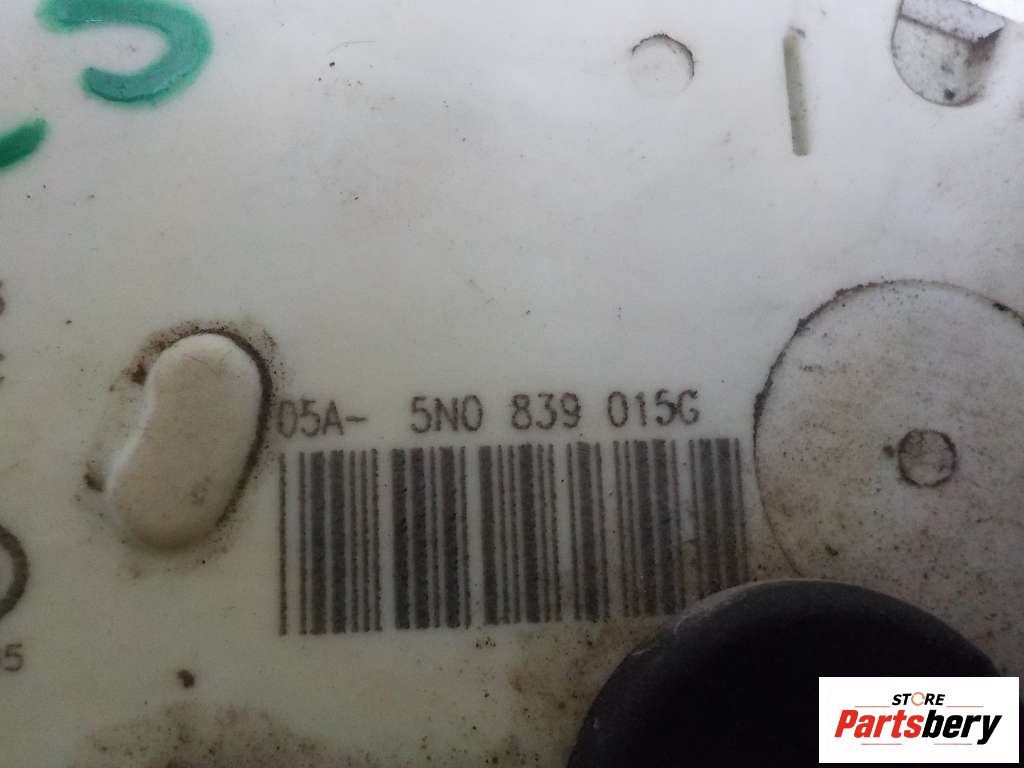 05A- 5N0 839 015G
STORE
Partsbery